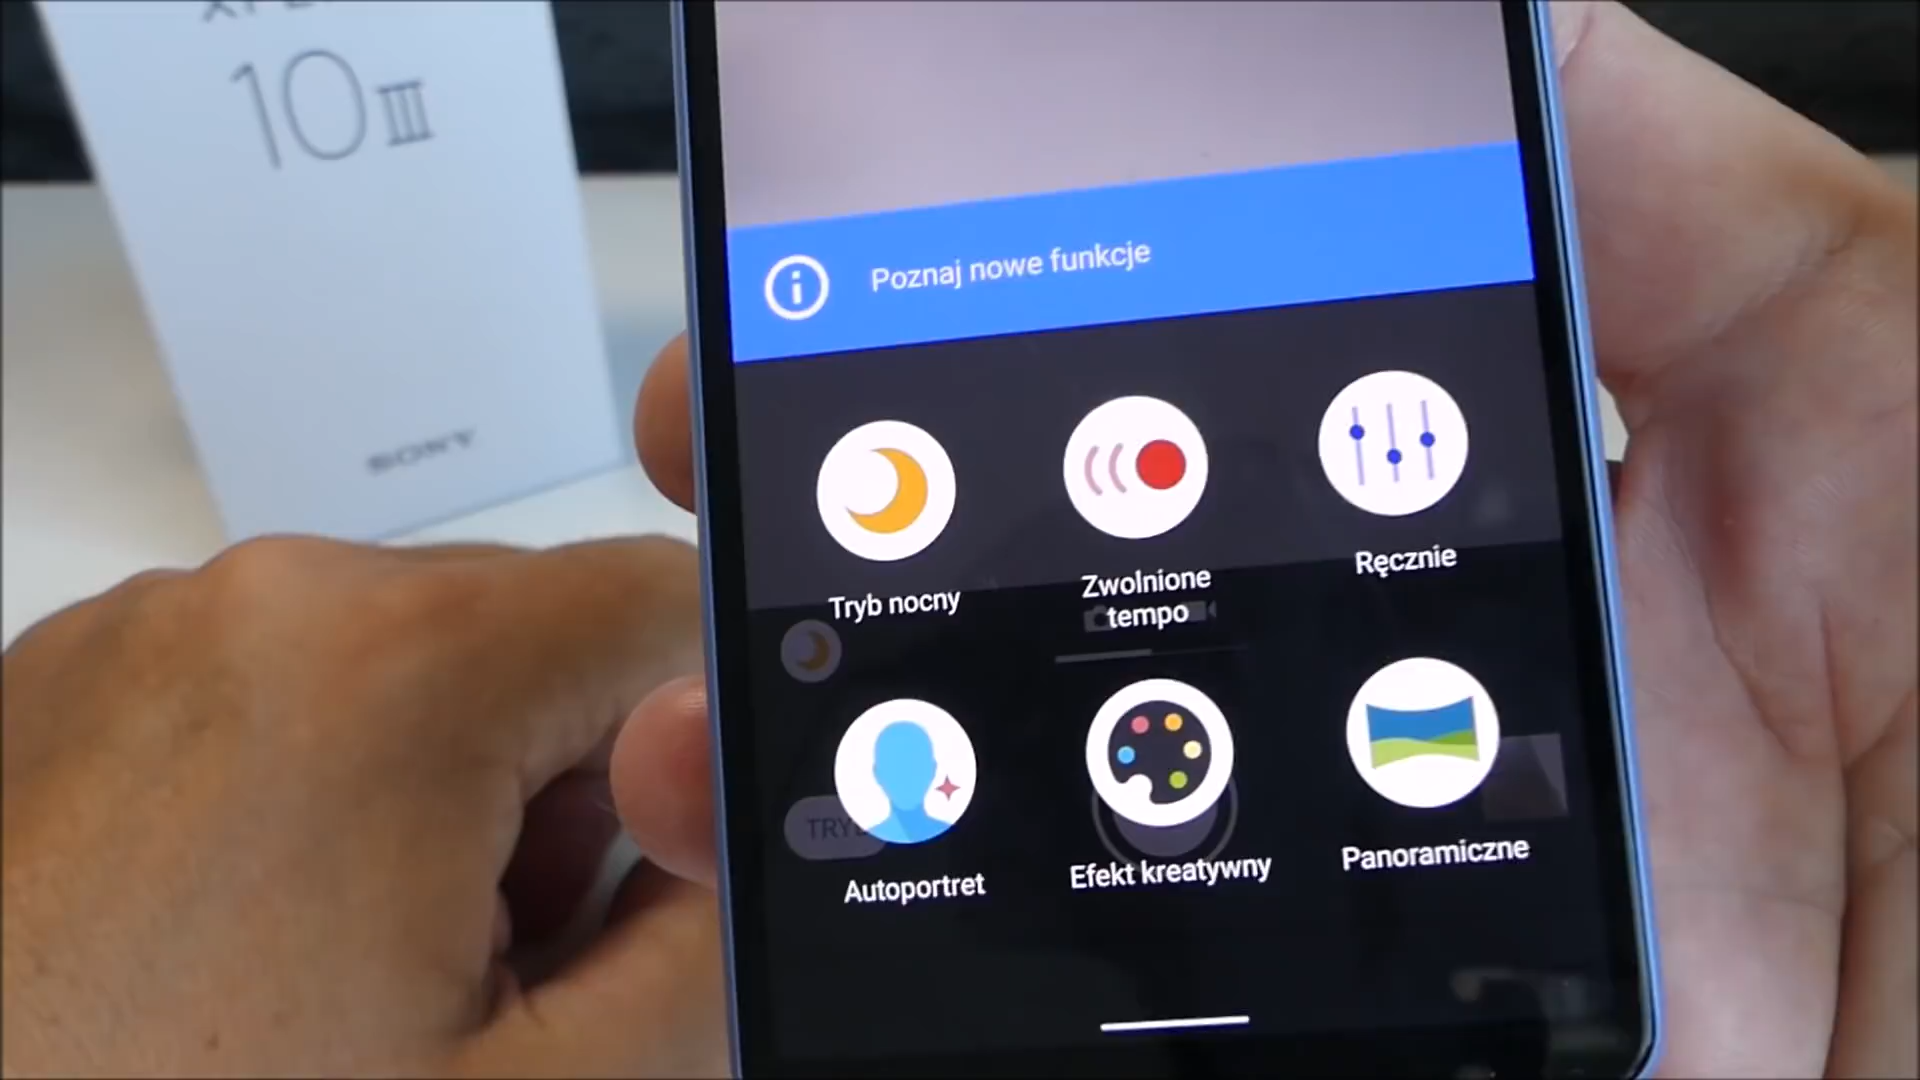 10 III
SONY
Poznaj nowe funkcje
Tryb nocny
Zwolnione
tempo
Ręcznie
Autoportret
Efekt kreatywny
Panoramiczne